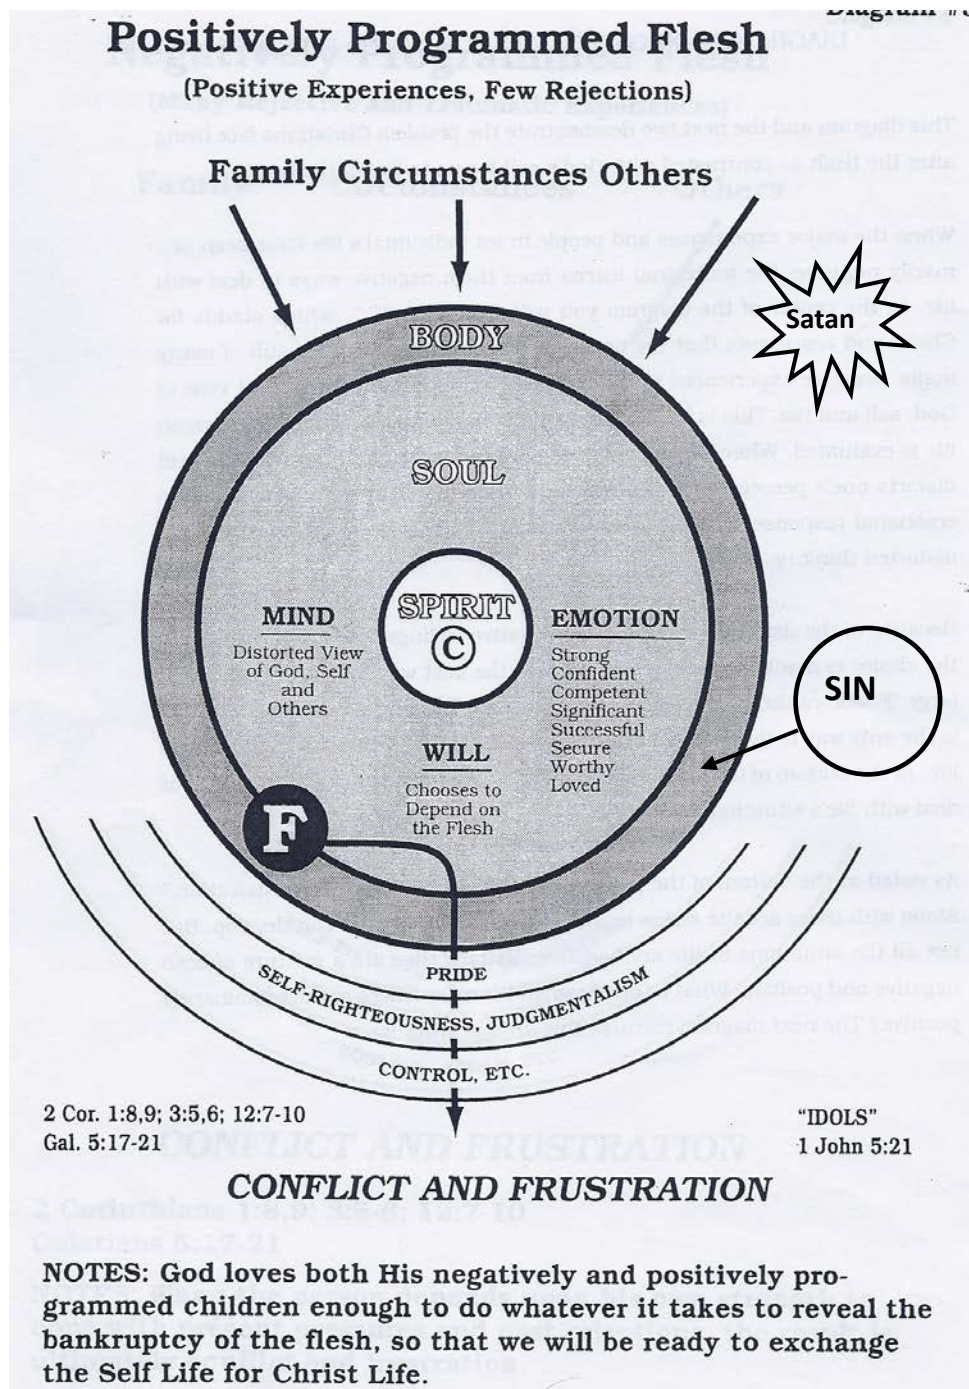 Diagram #
Positively Programmed Flesh
(Positive Experiences, Few Rejections)
Family Circumstances Others
Satan
BODY
SOUL
SPIRIT
©
MIND
Distorted View
of God, Self
and
Others
EMOTION
Strong
Confident
Competent
Significant
Successful
Secure
Worthy
Loved
SIN
WILL
Chooses to
Depend on
the Flesh
F
PRIDE
SELF-RIGHTEOUSNESS, JUDGMENTALISM
CONTROL, ETC.
2 Cor. 1:8,9; 3:5,6; 12:7-10
Gal. 5:17-21
“IDOLS”
1 John 5:21
CONFLICT AND FRUSTRATION
NOTES: God loves both His negatively and positively pro-
grammed children enough to do whatever it takes to reveal the
bankruptcy of the flesh, so that we will be ready to exchange
the Self Life for Christ Life.